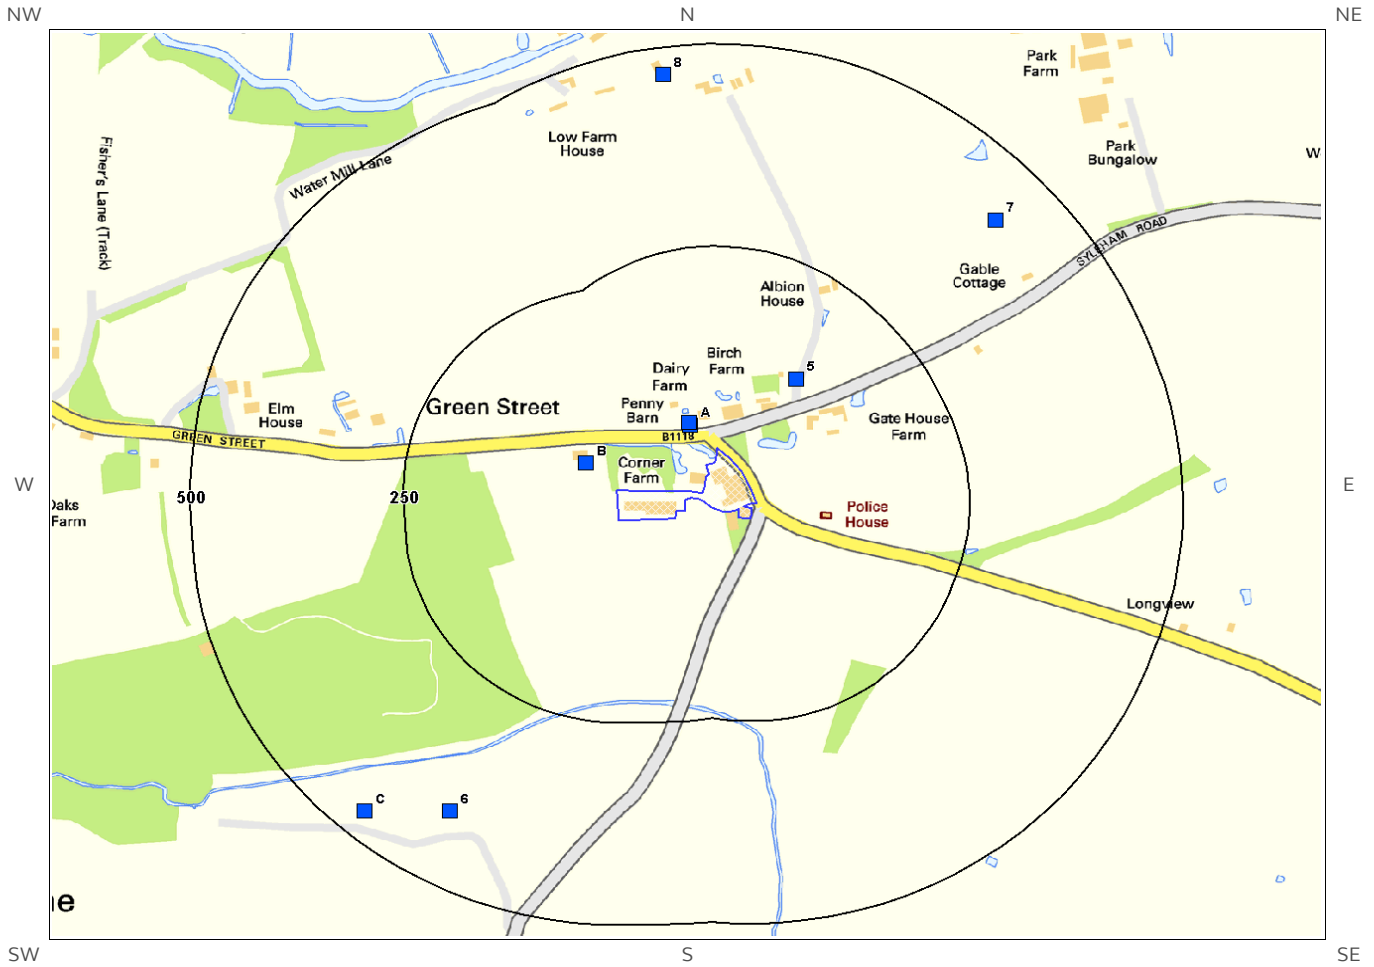 NW
N
NE
8
Park
Farm
Low Farm
House
Park
Bungalow
W
Fisher's Lane (Track)
Water Mill Lane
7
SYLEHAM ROAD
Gable
Cottage
Albion
House
Birch
Farm
Dairy
Farm
5
Green Street
Penny
Barn
A
Elm
House
Gate House
Farm
GREEN STREET
B1118
B
Corner
Farm
W
500
250
E
Oaks
Farm
Police
House
Longview
C
6
SW
S
SE